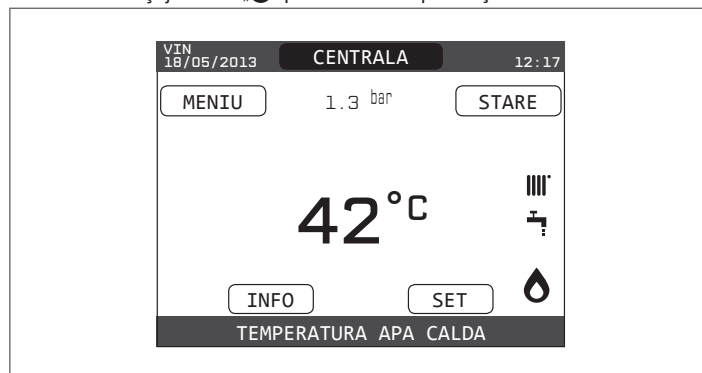 VIN
18/05/2013 CENTRALA 12:17
MENIU 1.3 bar STARE
42°C
INFO SET
TEMPERATURA APA CALDA